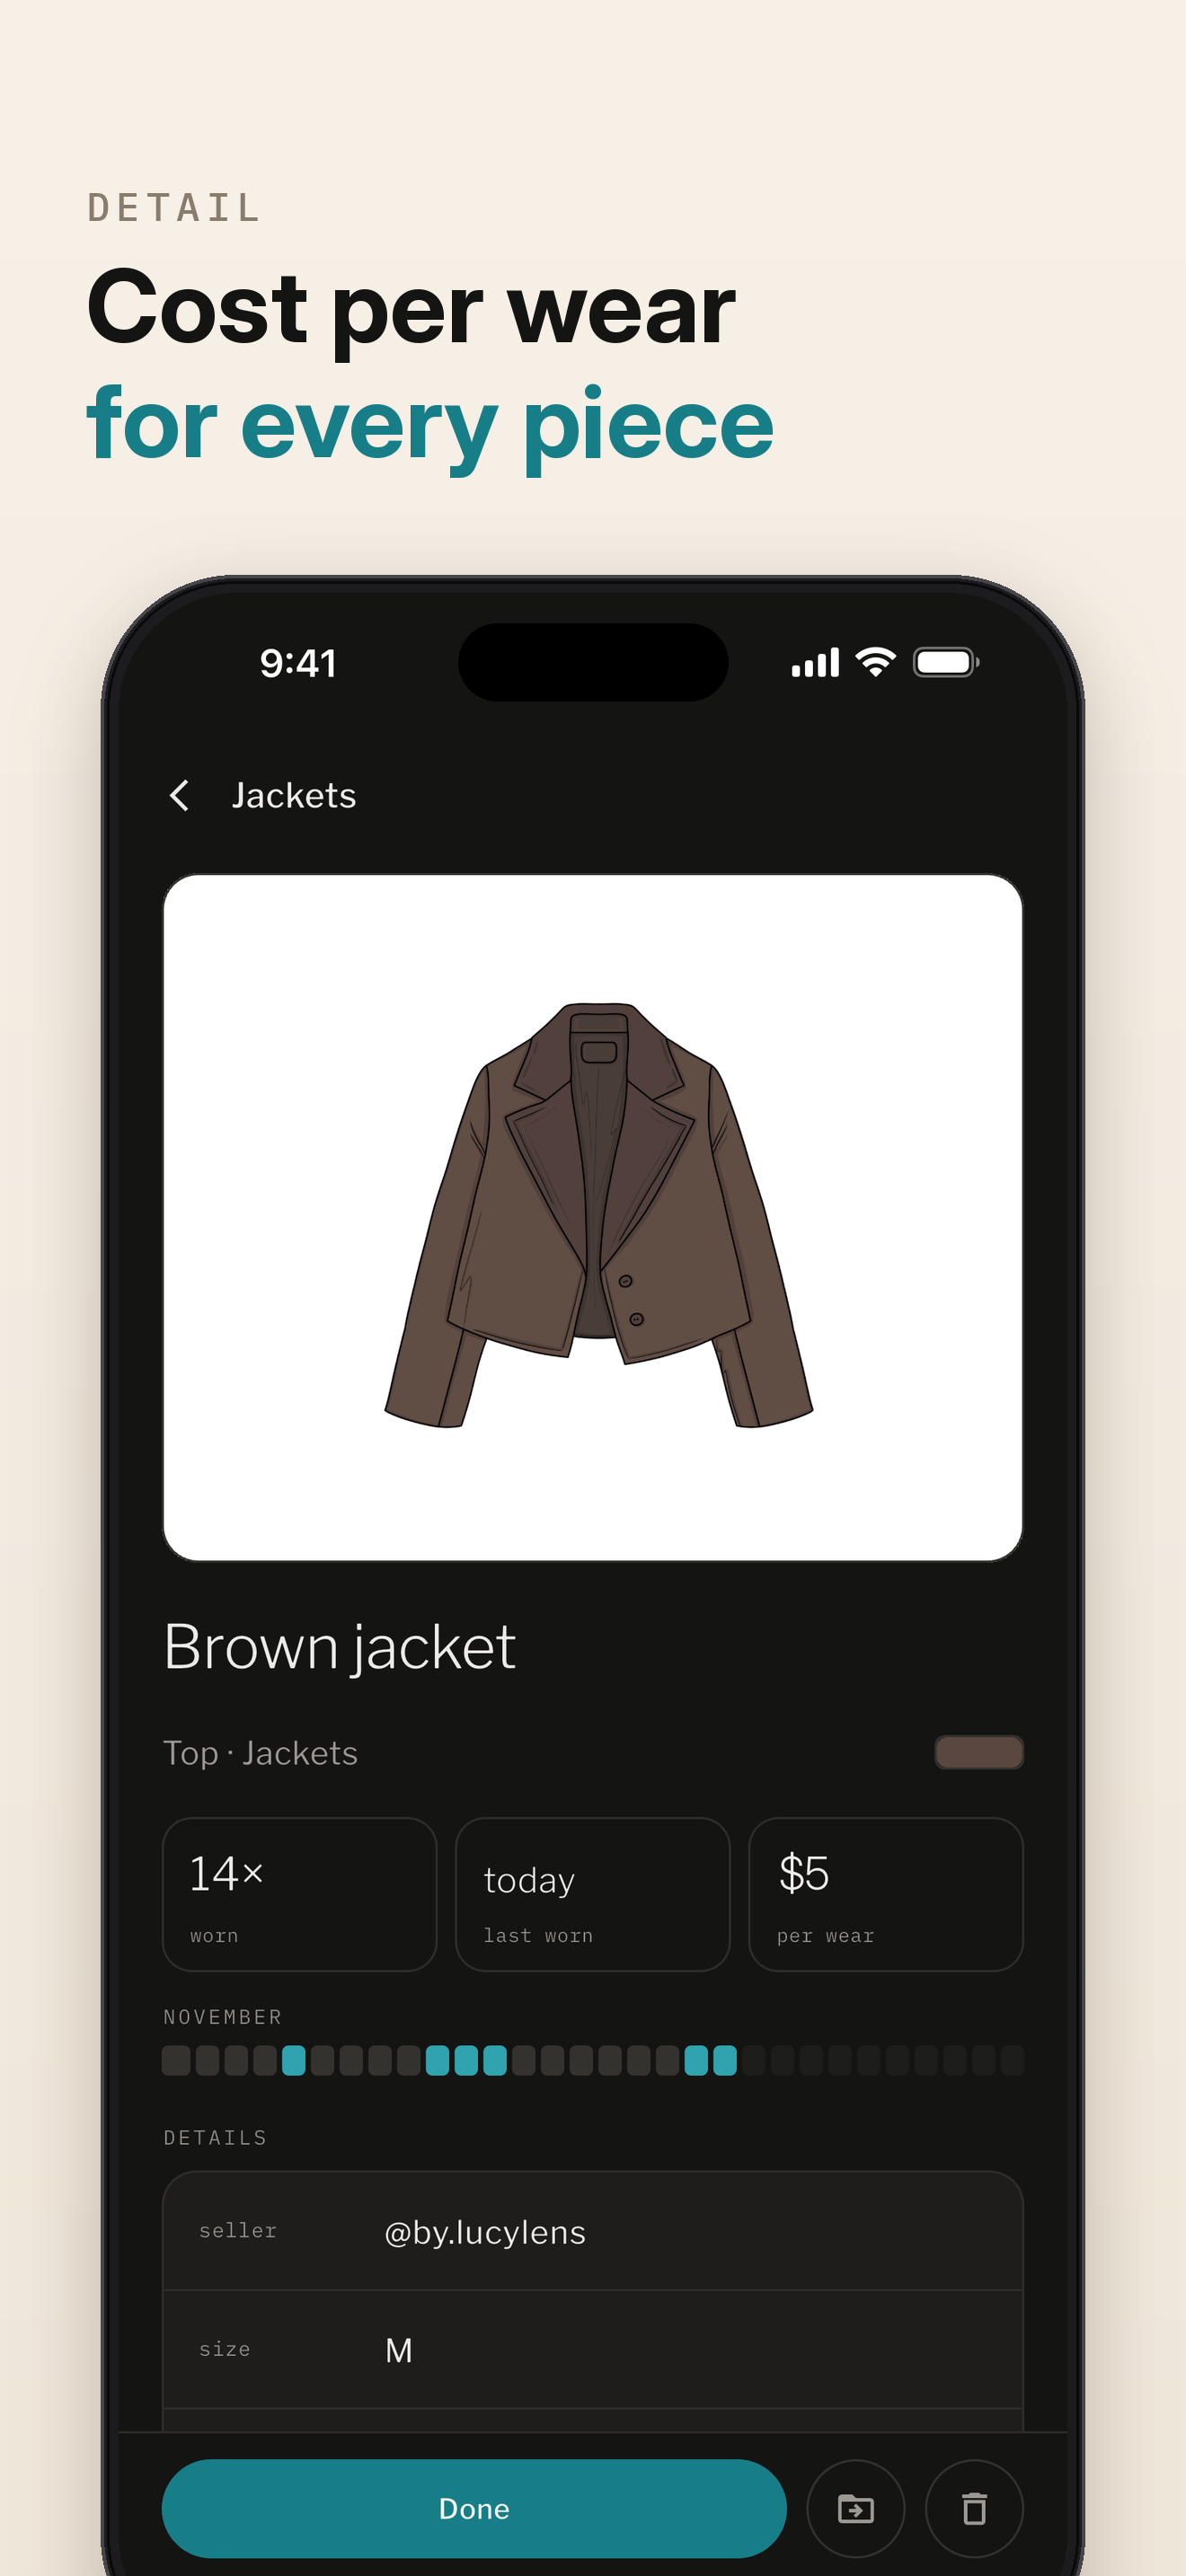 DETAIL
Cost per wear
for every piece
9:41
Jackets
Brown jacket
Top · Jackets
14×
worn
today
last worn
$5
per wear
NOVEMBER
DETAILS
seller @by.lucylens
size M
Done